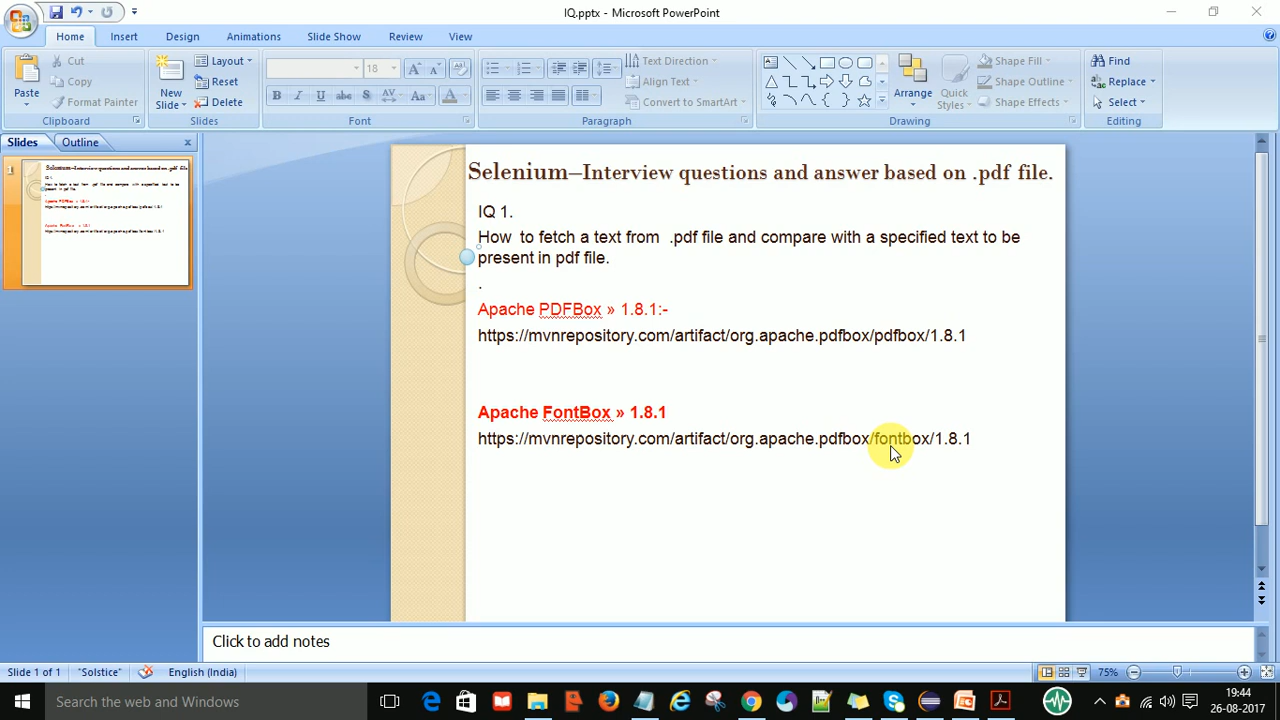 IQ.pptx - Microsoft PowerPoint
Home Insert Design Animations Slide Show Review View
Paste
Cut
Copy
Format Painter
Clipboard
New Slide
Layout
Reset
Delete
Slides
18
B I U abc S AV Aa A
Font
Text Direction
Align Text
Convert to SmartArt
Paragraph
Arrange
Quick Styles
Shape Fill
Shape Outline
Shape Effects
Drawing
Find
Replace
Select
Editing
Slides Outline
1
Selenium–Interview questions and answer based on .pdf file.
IQ 1.
How to fetch a text from .pdf file and compare with a specified text to be
present in pdf file.
.
Apache PDFBox » 1.8.1:-
https://mvnrepository.com/artifact/org.apache.pdfbox/pdfbox/1.8.1
Apache FontBox » 1.8.1
https://mvnrepository.com/artifact/org.apache.pdfbox/fontbox/1.8.1
Click to add notes
Slide 1 of 1 "Solstice" English (India) 75%
Search the web and Windows
19:44
26-08-2017